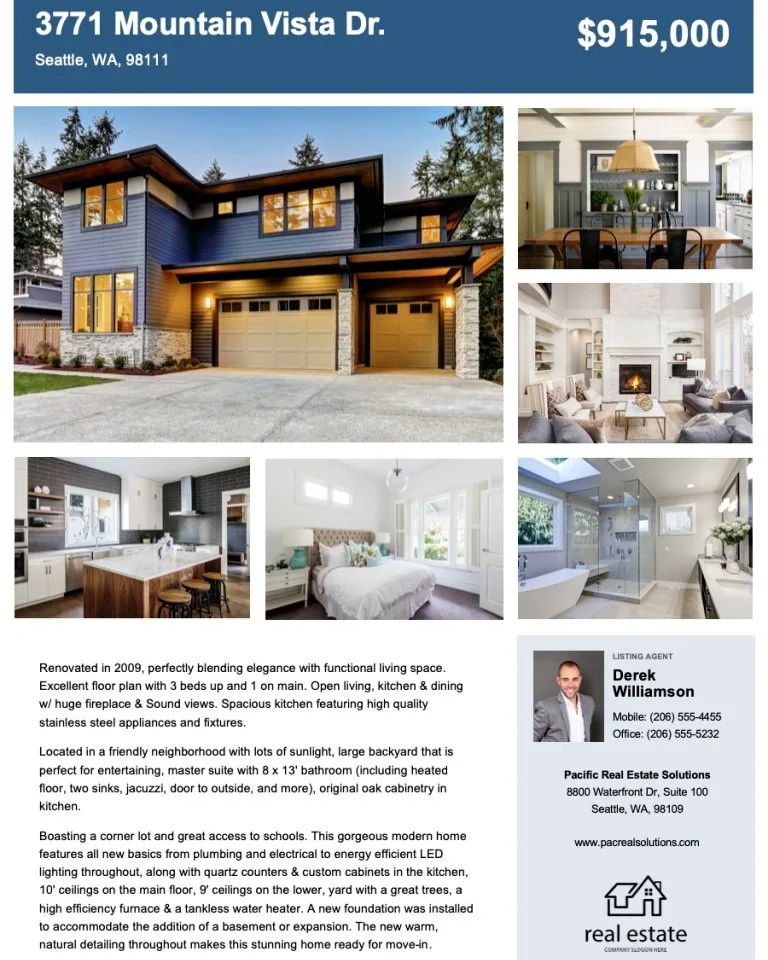 3771 Mountain Vista Dr.
$915,000
Seattle, WA, 98111
Renovated in 2009, perfectly blending elegance with functional living space.
Excellent floor plan with 3 beds up and 1 on main. Open living, kitchen & dining
w/ huge fireplace & Sound views. Spacious kitchen featuring high quality
stainless steel appliances and fixtures.
Located in a friendly neighborhood with lots of sunlight, large backyard that is
perfect for entertaining, master suite with 8 x 13' bathroom (including heated
floor, two sinks, jacuzzi, door to outside, and more), original oak cabinetry in
kitchen.
Boasting a corner lot and great access to schools. This gorgeous modern home
features all new basics from plumbing and electrical to energy efficient LED
lighting throughout, along with quartz counters & custom cabinets in the kitchen,
10' ceilings on the main floor, 9' ceilings on the lower, yard with a great trees, a
high efficiency furnace & a tankless water heater. A new foundation was installed
to accommodate the addition of a basement or expansion. The new warm,
natural detailing throughout makes this stunning home ready for move-in.
LISTING AGENT
Derek
Williamson
Mobile: (206) 555-4455
Office: (206) 555-5232
Pacific Real Estate Solutions
8800 Waterfront Dr, Suite 100
Seattle, WA, 98109
www.pacrealsolutions.com
real estate
COMPANY SLOGON HERE